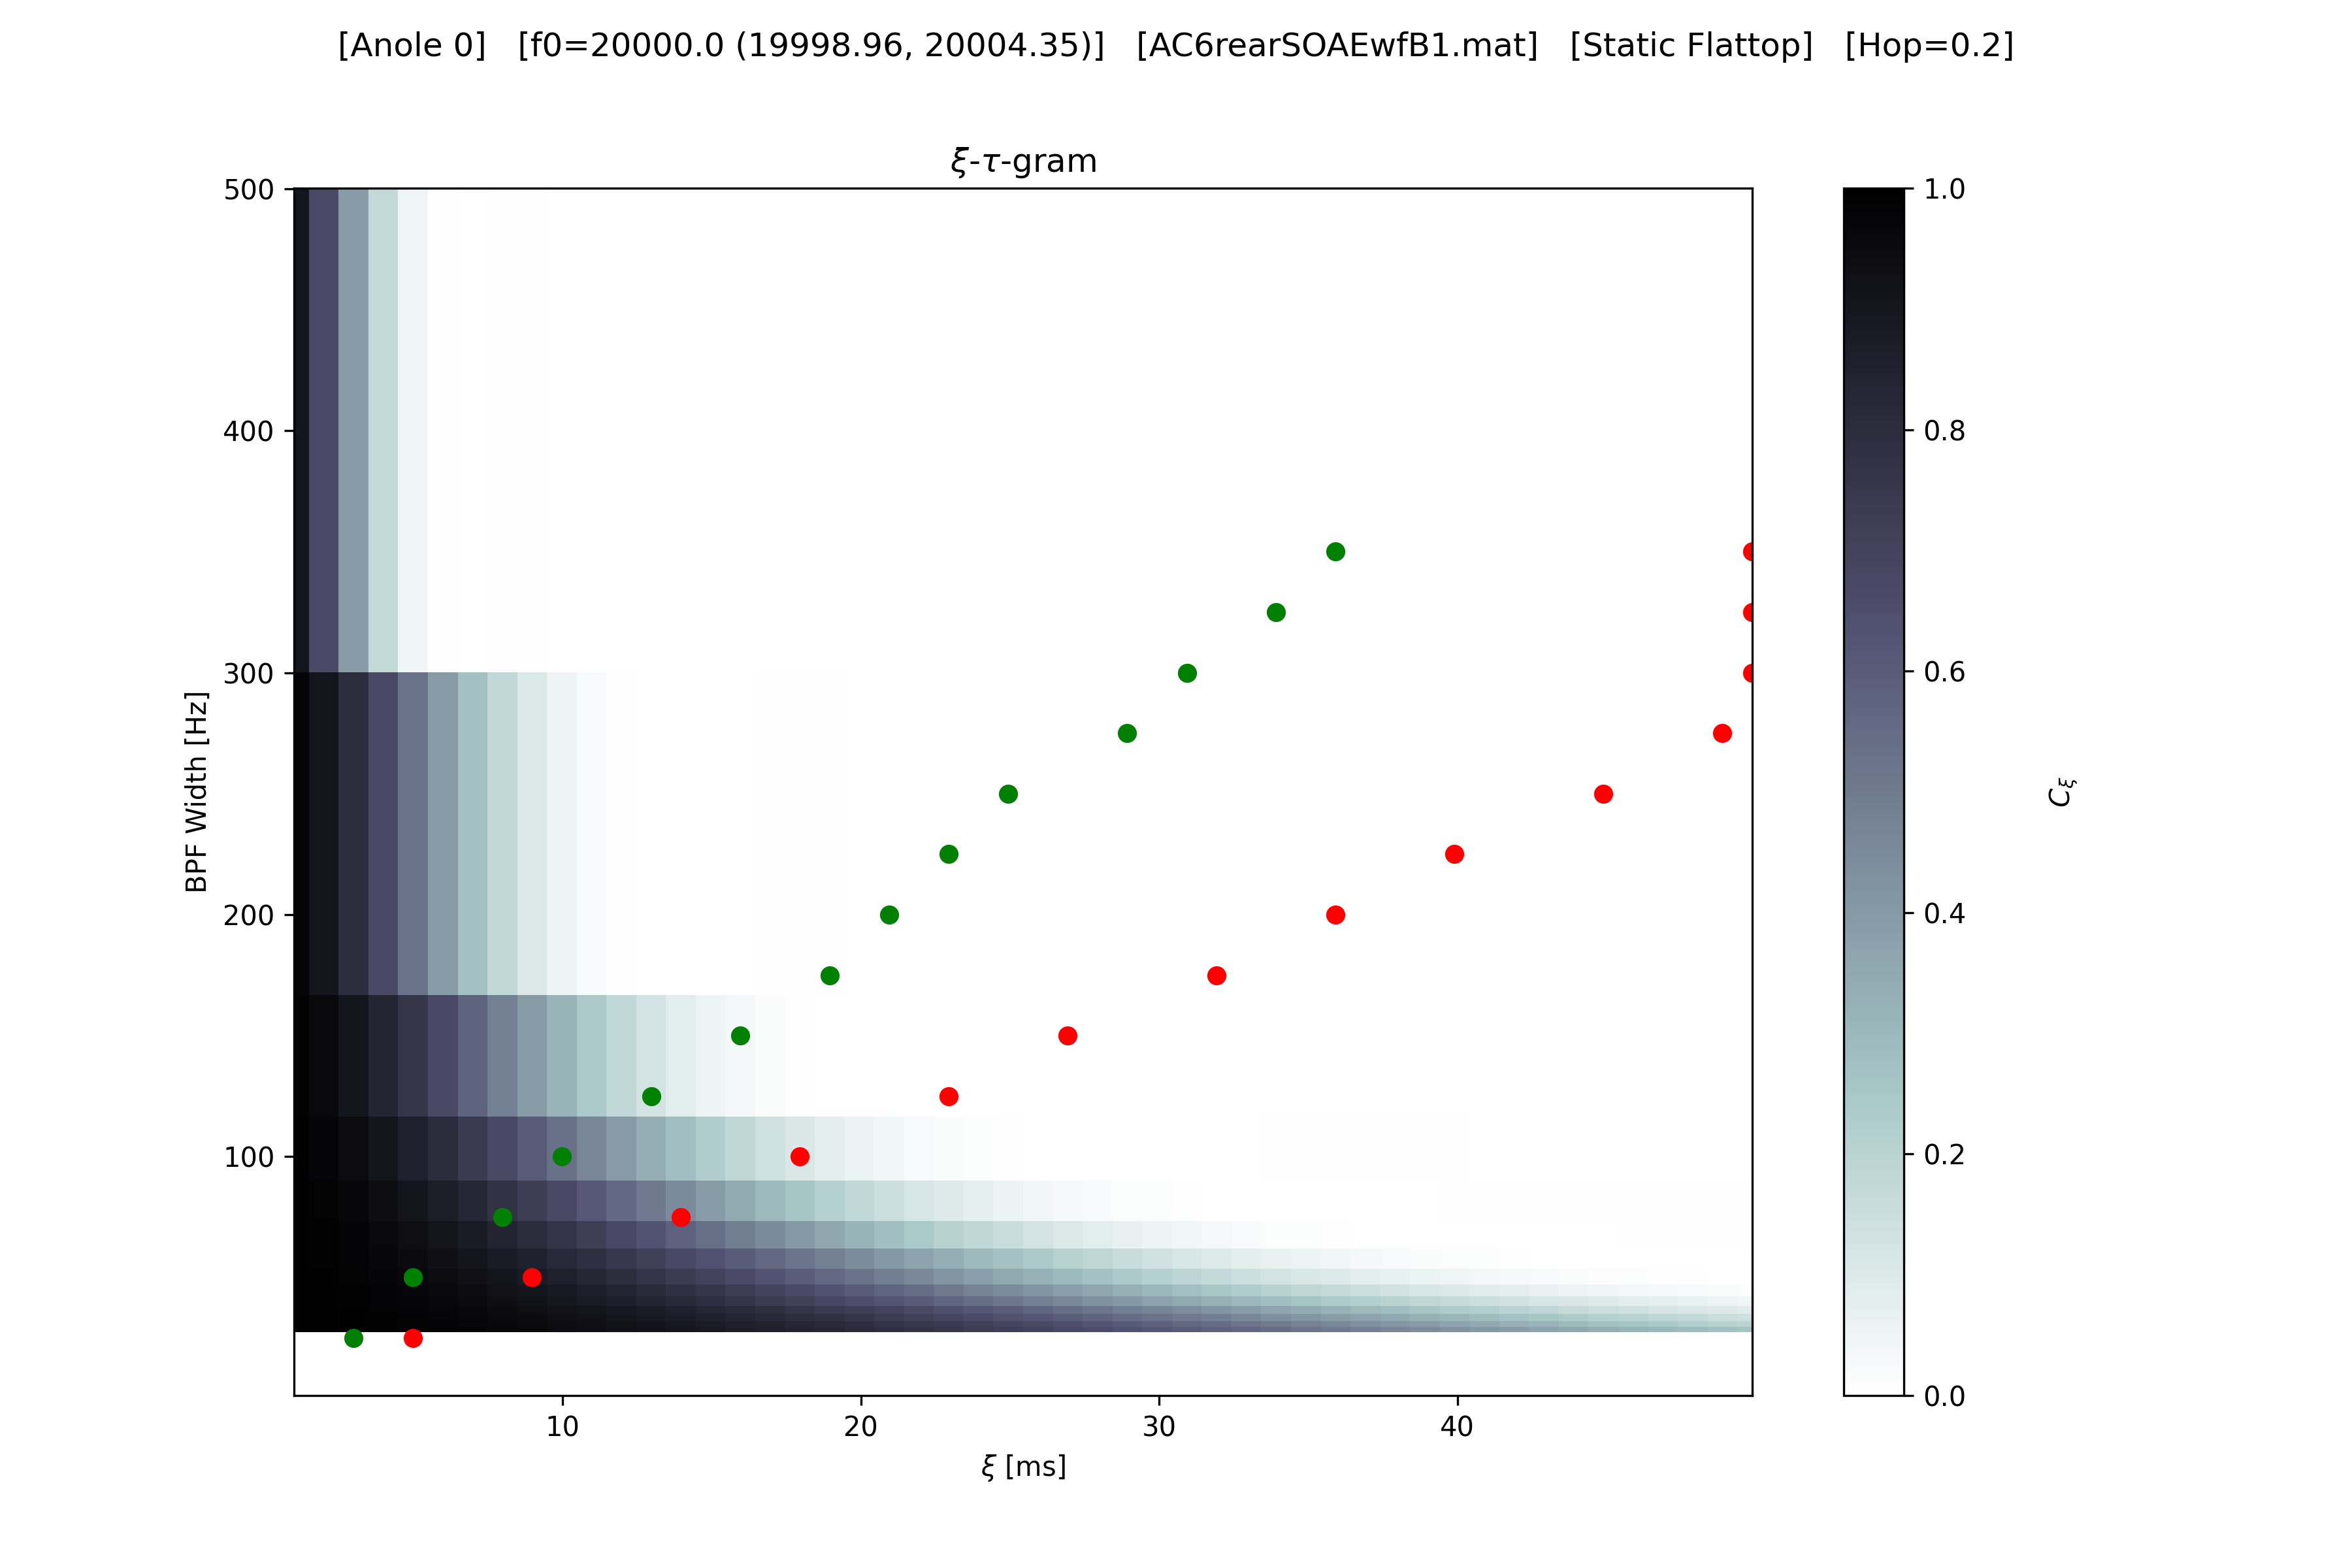 [Anole 0]   [f0=20000.0 (19998.96, 20004.35)]   [AC6rearSOAEwfB1.mat]   [Static Flattop]   [Hop=0.2]
ξ-τ-gram
500
400
300
200
100
BPF Width [Hz]
10 20 30 40
ξ [ms]
1.0
0.8
0.6
0.4
0.2
0.0
Cξ